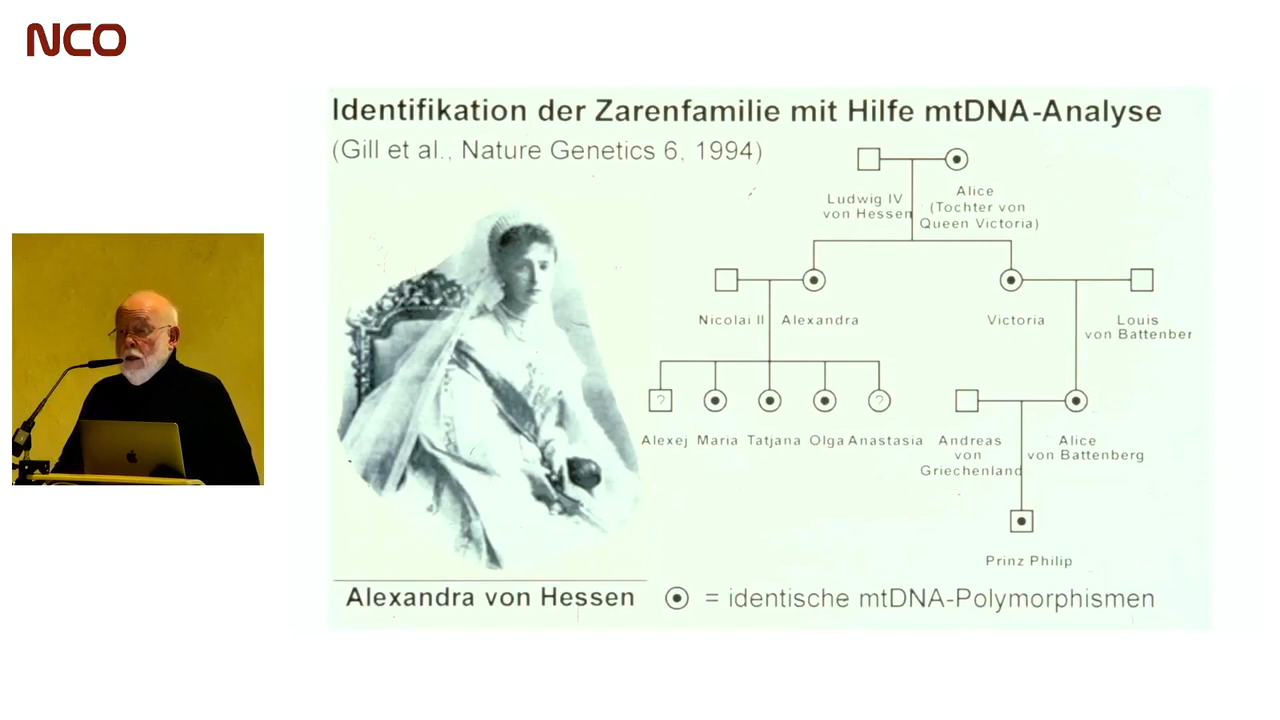 NCO
Identifikation der Zarenfamilie mit Hilfe mtDNA-Analyse
(Gill et al., Nature Genetics 6, 1994)
Ludwig IV
von Hessen
Alice
(Tochter von
Queen Victoria)
Nicolai II
Alexandra
Victoria
Louis
von Battenber
?
?
Alexej
Maria
Tatjana
Olga
Anastasia
Andreas
von
Griechenland
Alice
von Battenberg
Prinz Philip
Alexandra von Hessen
= identische mtDNA-Polymorphismen